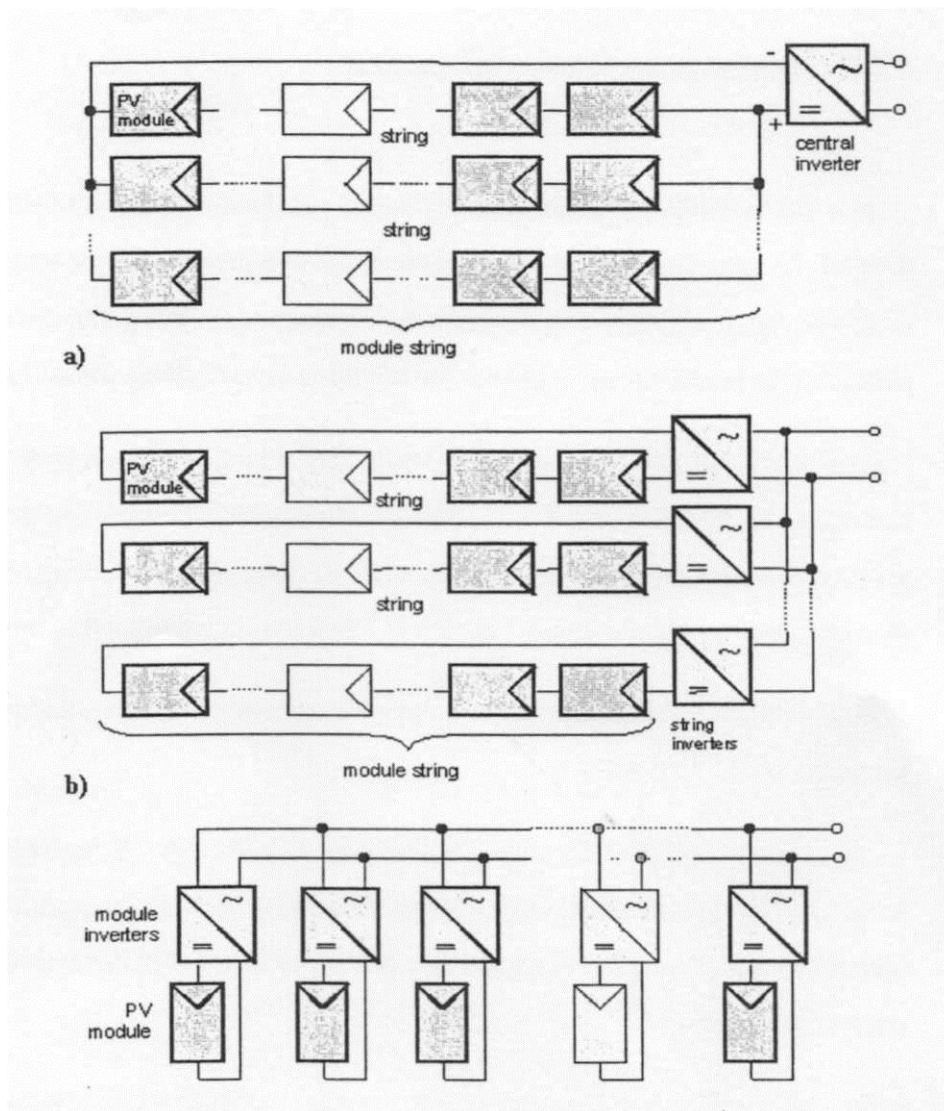 -
PV
module
string
+
central
inverter
string
module string
a)
PV
module
string
string
string
inverters
module string
b)
module
inverters
PV
module